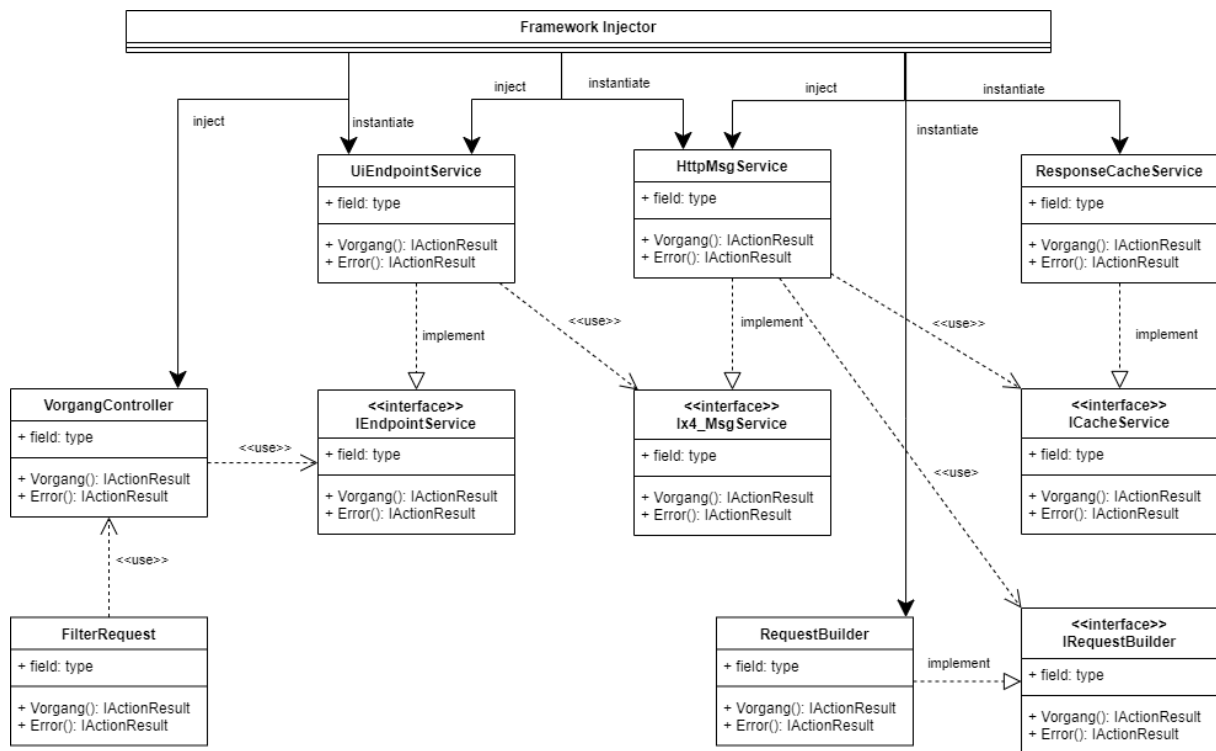 Framework Injector
inject
instantiate
inject
instantiate
inject
instantiate
instantiate
UiEndpointService
+ field: type
+ Vorgang(): IActionResult
+ Error(): IActionResult
HttpMsgService
+ field: type
+ Vorgang(): IActionResult
+ Error(): IActionResult
ResponseCacheService
+ field: type
+ Vorgang(): IActionResult
+ Error(): IActionResult
implement
<<use>>
implement
<<use>>
implement
VorgangController
+ field: type
+ Vorgang(): IActionResult
+ Error(): IActionResult
<<use>>
<<interface>>
IEndpointService
+ field: type
+ Vorgang(): IActionResult
+ Error(): IActionResult
<<interface>>
Ix4_MsgService
+ field: type
+ Vorgang(): IActionResult
+ Error(): IActionResult
<<use>
<<interface>>
ICacheService
+ field: type
+ Vorgang(): IActionResult
+ Error(): IActionResult
<<use>>
FilterRequest
+ field: type
+ Vorgang(): IActionResult
+ Error(): IActionResult
RequestBuilder
+ field: type
+ Vorgang(): IActionResult
+ Error(): IActionResult
implement
<<interface>>
IRequestBuilder
+ field: type
+ Vorgang(): IActionResult
+ Error(): IActionResult